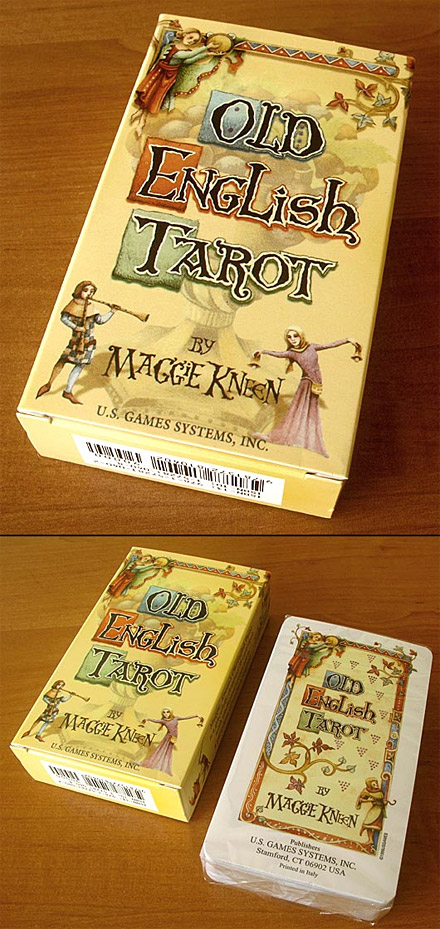 OLD
ENGLISH
TAROT
BY
MAGGIE KNEEN
U.S. GAMES SYSTEMS, INC.
OLD
ENGLISH
TAROT
BY
MAGGIE KNEEN
U.S. GAMES SYSTEMS, INC.
OLD
ENGLISH
TAROT
BY
MAGGIE KNEEN
Publishers
U.S. GAMES SYSTEMS, INC.
Stamford, CT 06902 USA
Printed in Italy